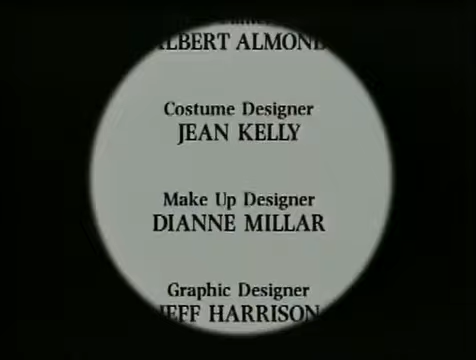 ALBERT ALMOND
Costume Designer
JEAN KELLY
Make Up Designer
DIANNE MILLAR
Graphic Designer
JEFF HARRISON